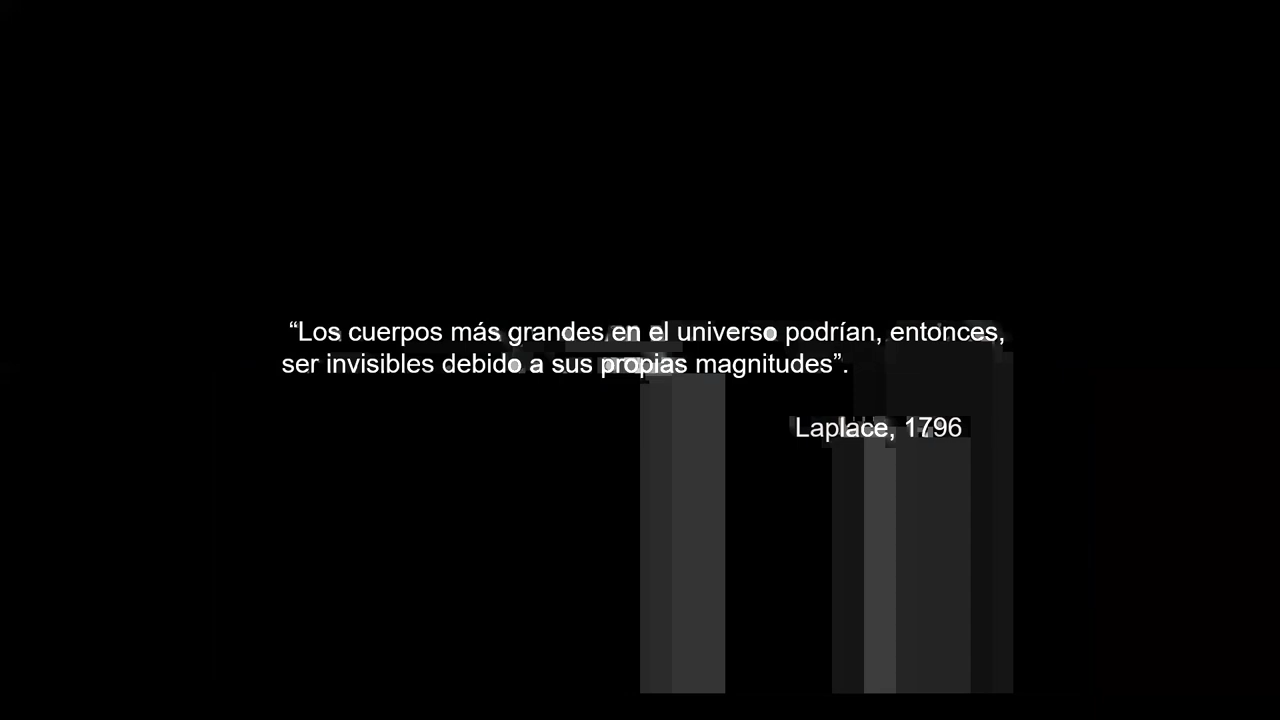 “Los cuerpos más grandes en el universo podrían, entonces,
ser invisibles debido a sus propias magnitudes”.
Laplace, 1796